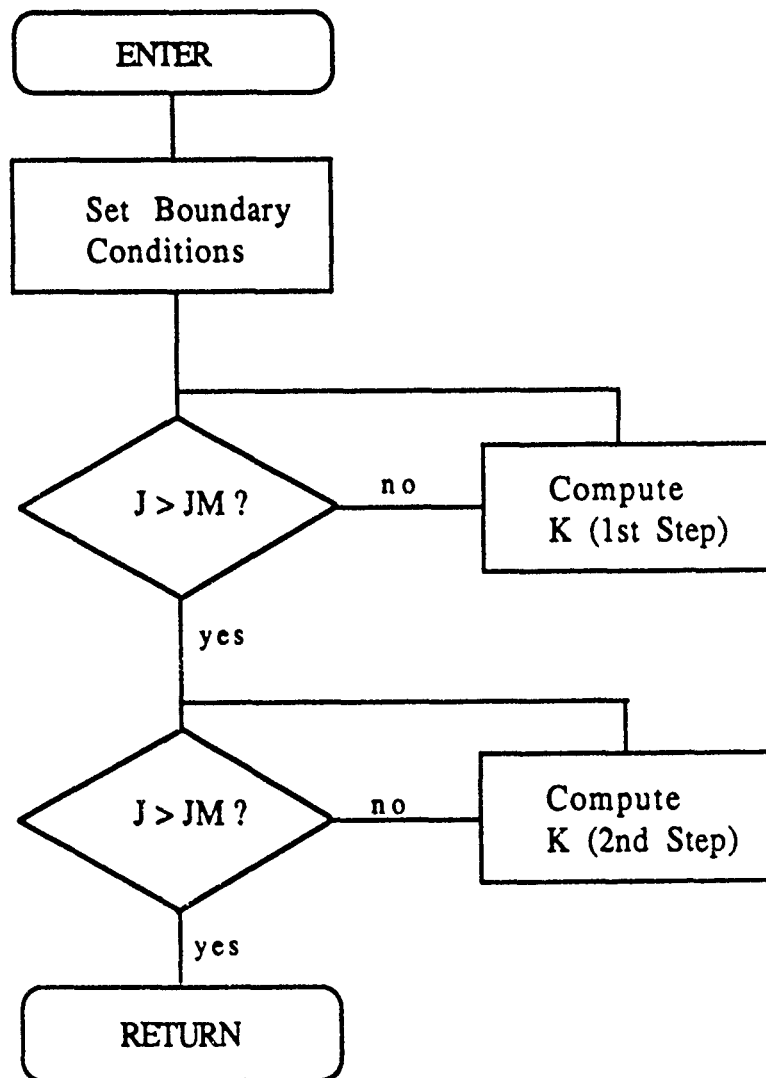 ENTER
Set Boundary
Conditions
J > JM ?
no
Compute
K (1st Step)
yes
J > JM ?
no
Compute
K (2nd Step)
yes
RETURN